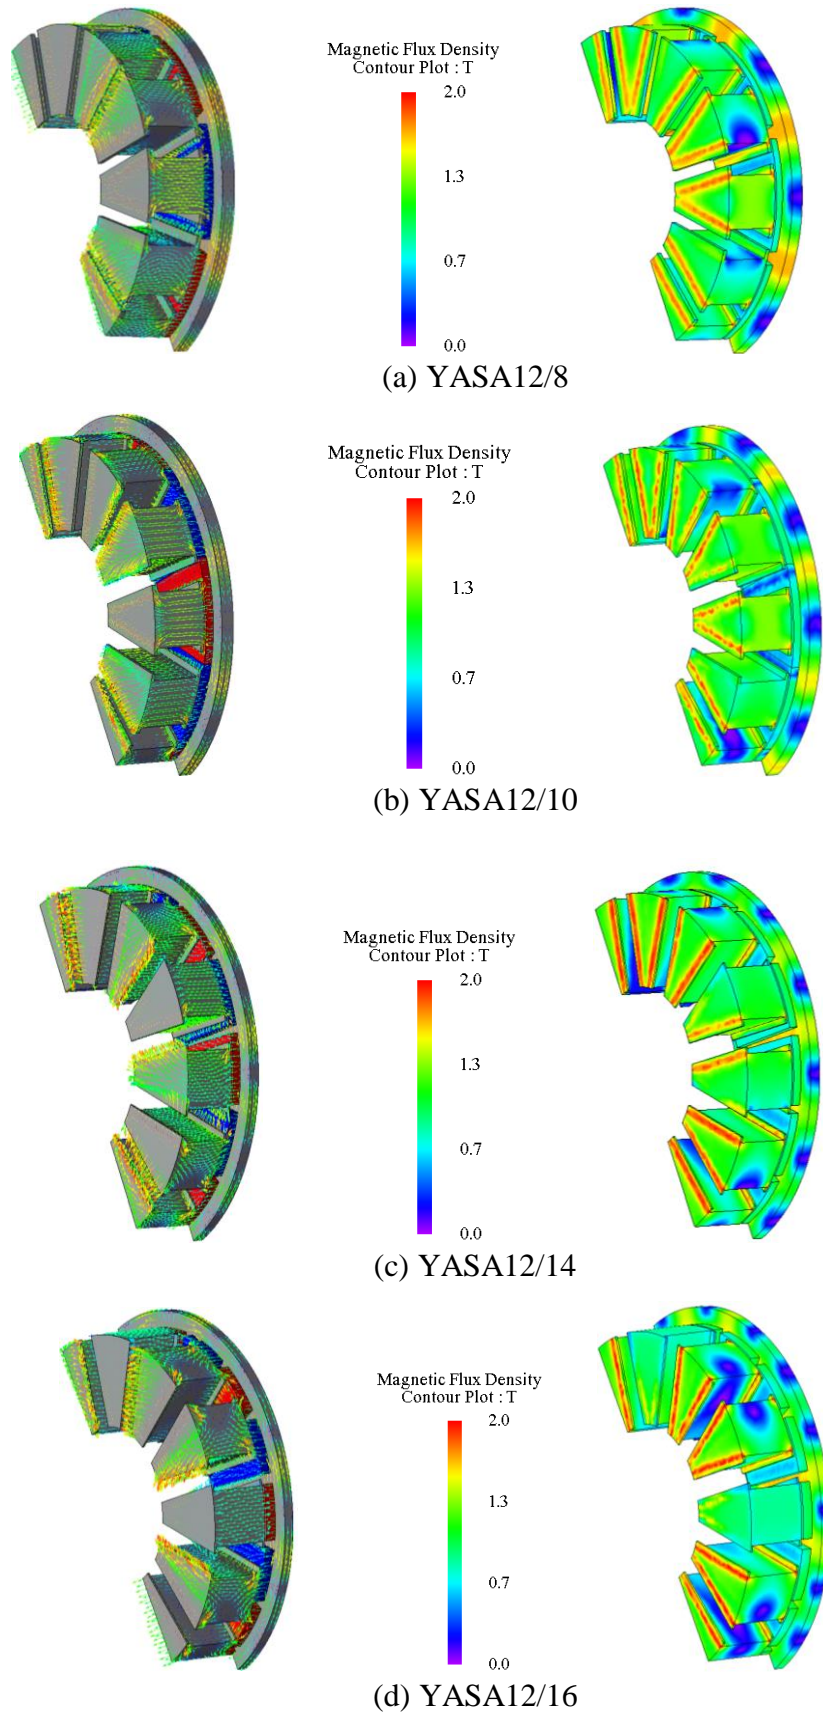 Magnetic Flux Density
Contour Plot : T
2.0
1.3
0.7
0.0
(a) YASA12/8
Magnetic Flux Density
Contour Plot : T
2.0
1.3
0.7
0.0
(b) YASA12/10
Magnetic Flux Density
Contour Plot : T
2.0
1.3
0.7
0.0
(c) YASA12/14
Magnetic Flux Density
Contour Plot : T
2.0
1.3
0.7
0.0
(d) YASA12/16